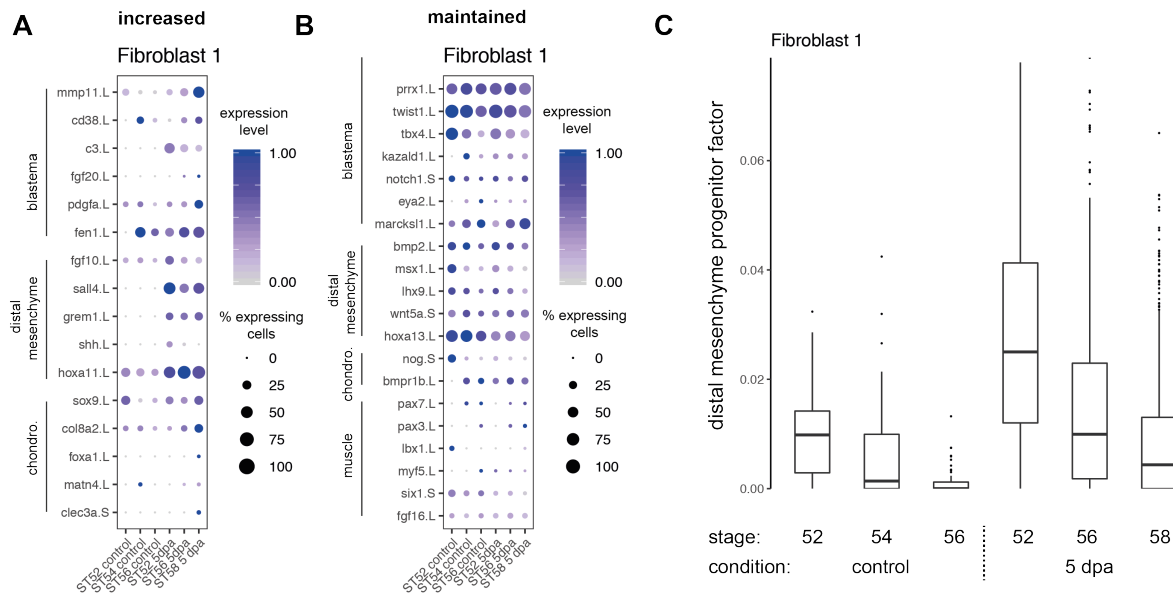 A
increased
Fibroblast 1
blastema
mmp11.L
cd38.L
c3.L
fgf20.L
pdgfa.L
fen1.L
distal
mesenchyme
fgf10.L
sall4.L
grem1.L
shh.L
hoxa11.L
chondro.
sox9.L
col8a2.L
foxa1.L
matn4.L
clec3a.S
ST52 control
ST54 control
ST56 control
ST52 5dpa
ST56 5dpa
ST58 5 dpa
expression
level
1.00
0.00
% expressing
cells
0
25
50
75
100
B
maintained
Fibroblast 1
blastema
prrx1.L
twist1.L
tbx4.L
kazald1.L
notch1.S
eya2.L
marcksl1.L
distal
mesenchyme
bmp2.L
msx1.L
lhx9.L
wnt5a.S
hoxa13.L
chondro.
nog.S
bmpr1b.L
muscle
pax7.L
pax3.L
lbx1.L
myf5.L
six1.S
fgf16.L
ST52 control
ST54 control
ST56 control
ST52 5dpa
ST56 5dpa
ST58 5 dpa
expression
level
1.00
0.00
% expressing
cells
0
25
50
75
100
C
Fibroblast 1
distal mesenchyme progenitor factor
0.06
0.04
0.02
0.00
stage: 52 54 56 52 56 58
condition: control 5 dpa